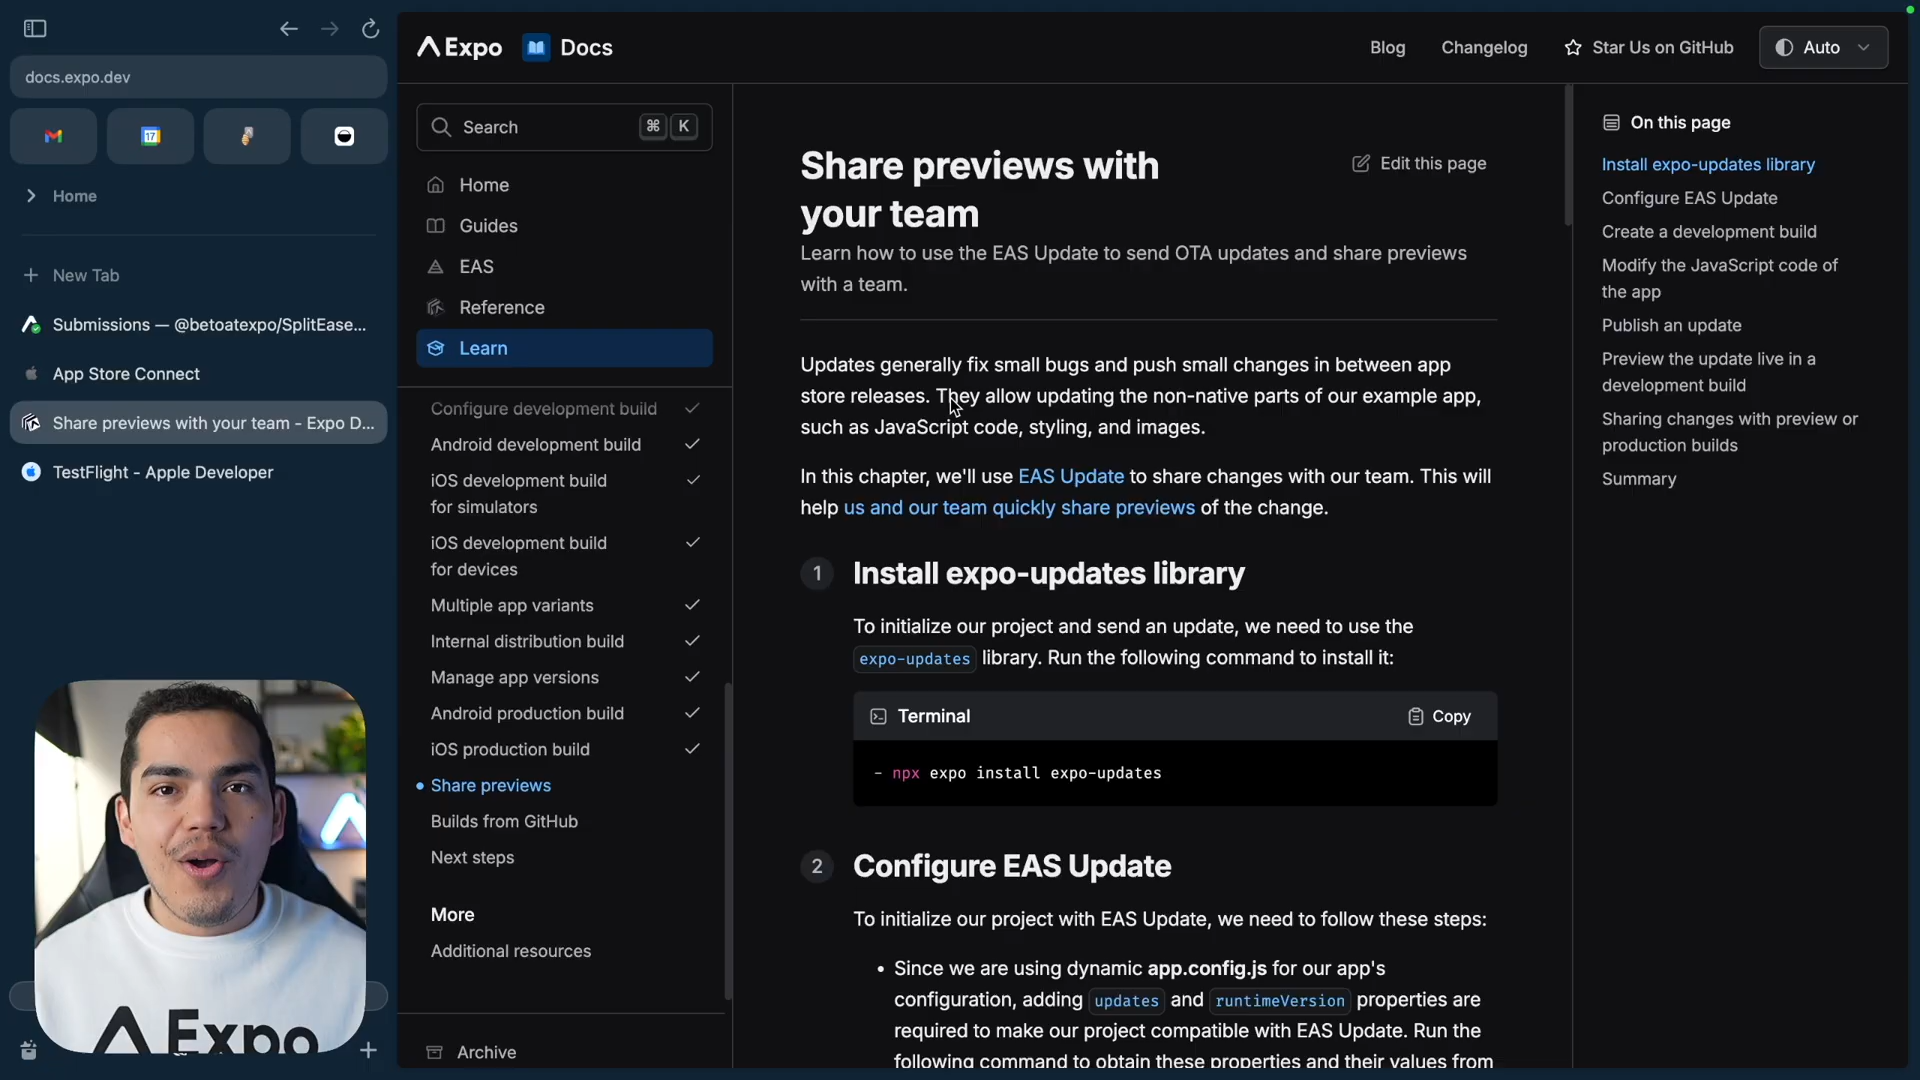 docs.expo.dev
17
Home
New Tab
Submissions — @betoatexpo/SplitEase...
App Store Connect
Share previews with your team - Expo D...
TestFlight - Apple Developer
Expo
Expo
Docs
Blog
Changelog
Star Us on GitHub
Auto
Search
⌘ K
Home
Guides
EAS
Reference
Learn
Configure development build
Android development build
iOS development build
for simulators
iOS development build
for devices
Multiple app variants
Internal distribution build
Manage app versions
Android production build
iOS production build
Share previews
Builds from GitHub
Next steps
More
Additional resources
Archive
Share previews with
your team
Edit this page
Learn how to use the EAS Update to send OTA updates and share previews
with a team.
Updates generally fix small bugs and push small changes in between app
store releases. They allow updating the non-native parts of our example app,
such as JavaScript code, styling, and images.
In this chapter, we'll use EAS Update to share changes with our team. This will
help us and our team quickly share previews of the change.
1 Install expo-updates library
To initialize our project and send an update, we need to use the
expo-updates library. Run the following command to install it:
Terminal
Copy
- npx expo install expo-updates
2 Configure EAS Update
To initialize our project with EAS Update, we need to follow these steps:
• Since we are using dynamic app.config.js for our app's
configuration, adding updates and runtimeVersion properties are
required to make our project compatible with EAS Update. Run the
following command to obtain these properties and their values from
On this page
Install expo-updates library
Configure EAS Update
Create a development build
Modify the JavaScript code of
the app
Publish an update
Preview the update live in a
development build
Sharing changes with preview or
production builds
Summary